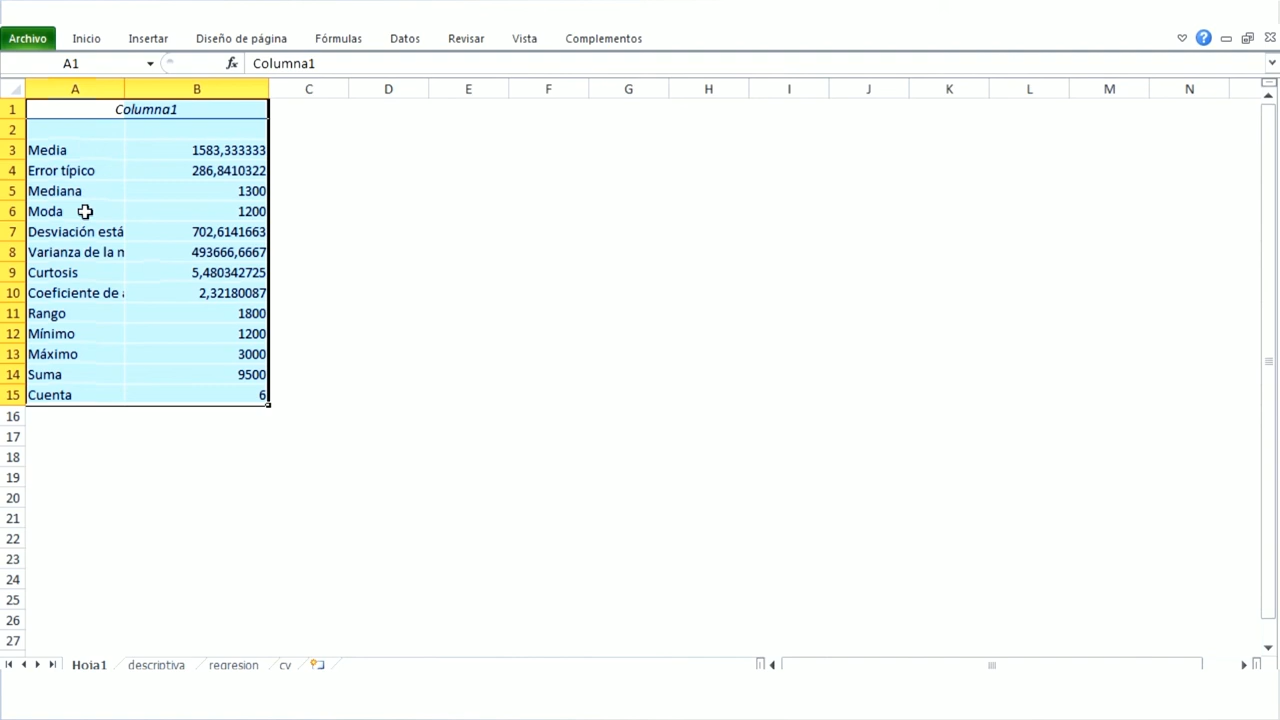 Archivo Inicio Insertar Diseño de página Fórmulas Datos Revisar Vista Complementos
A1 fx Columna1
A B C D E F G H I J K L M N
1 Columna1
2
3 Media 1583,333333
4 Error típico 286,8410322
5 Mediana 1300
6 Moda 1200
7 Desviación está 702,6141663
8 Varianza de la n 493666,6667
9 Curtosis 5,480342725
10 Coeficiente de a 2,32180087
11 Rango 1800
12 Mínimo 1200
13 Máximo 3000
14 Suma 9500
15 Cuenta 6
16
17
18
19
20
21
22
23
24
25
26
27
Hoja1 descriptiva regresion cv